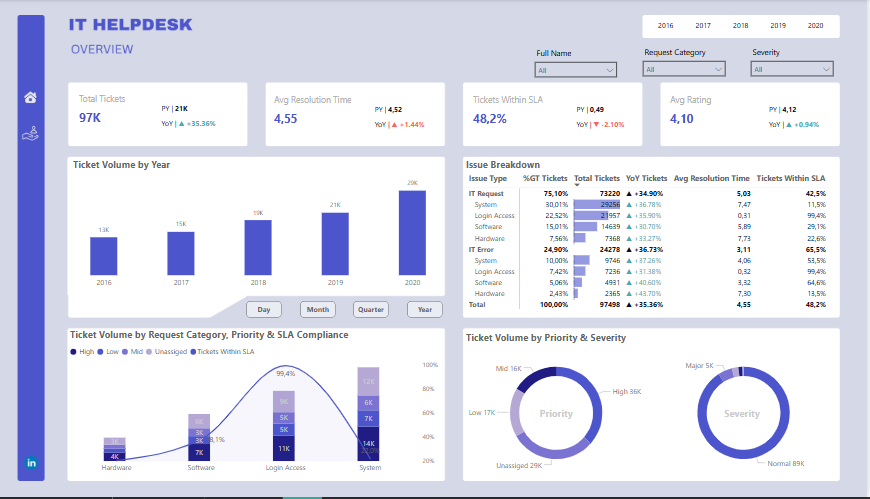 IT HELPDESK
OVERVIEW
2016 2017 2018 2019 2020
Full Name
All
Request Category
All
Severity
All
Total Tickets
97K
PY | 21K
YoY | ▲ +35.36%
Avg Resolution Time
4,55
PY | 4,52
YoY | ▲ +1.44%
Tickets Within SLA
48,2%
PY | 0,49
YoY | ▼ -2.10%
Avg Rating
4,10
PY | 4,12
YoY | ▲ +0.94%
Ticket Volume by Year
13K 15K 19K 21K 29K
2016 2017 2018 2019 2020
Day Month Quarter Year
Issue Breakdown
Issue Type %GT Tickets Total Tickets YoY Tickets Avg Resolution Time Tickets Within SLA
IT Request 75,10% 73220 ▲ +34.90% 5,03 42,5%
System 30,01% 29256 ▲ +36.78% 7,47 11,5%
Login Access 22,52% 21957 ▲ +35.90% 0,31 99,4%
Software 15,01% 14639 ▲ +30.70% 5,89 29,1%
Hardware 7,56% 7368 ▲ +33.27% 7,73 22,6%
IT Error 24,90% 24278 ▲ +36.73% 3,11 65,5%
System 10,00% 9746 ▲ +37.26% 4,06 53,5%
Login Access 7,42% 7236 ▲ +31.38% 0,32 99,4%
Software 5,06% 4931 ▲ +40.60% 3,32 64,6%
Hardware 2,43% 2365 ▲ +43.70% 7,30 13,5%
Total 100,00% 97498 ▲ +35.36% 4,55 48,2%
Ticket Volume by Request Category, Priority & SLA Compliance
High Low Mid Unassiged Tickets Within SLA
100%
80%
60%
40%
20%
99,4%
4K
3K
3K
7K
5K
5K
11K
12K
6K
7K
14K
Hardware Software Login Access System
in
Ticket Volume by Priority & Severity
Mid 16K
High 36K
Low 17K
Priority
Unassiged 29K
Major 5K
Severity
Normal 89K